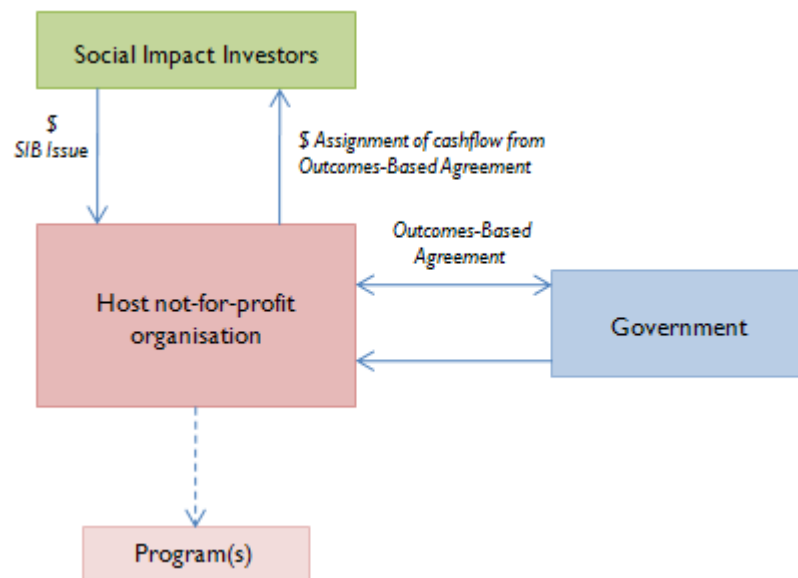 Social Impact Investors
$
SIB Issue
$ Assignment of cashflow from
Outcomes-Based Agreement
Outcomes-Based
Agreement
Host not-for-profit
organisation
Government
Program(s)